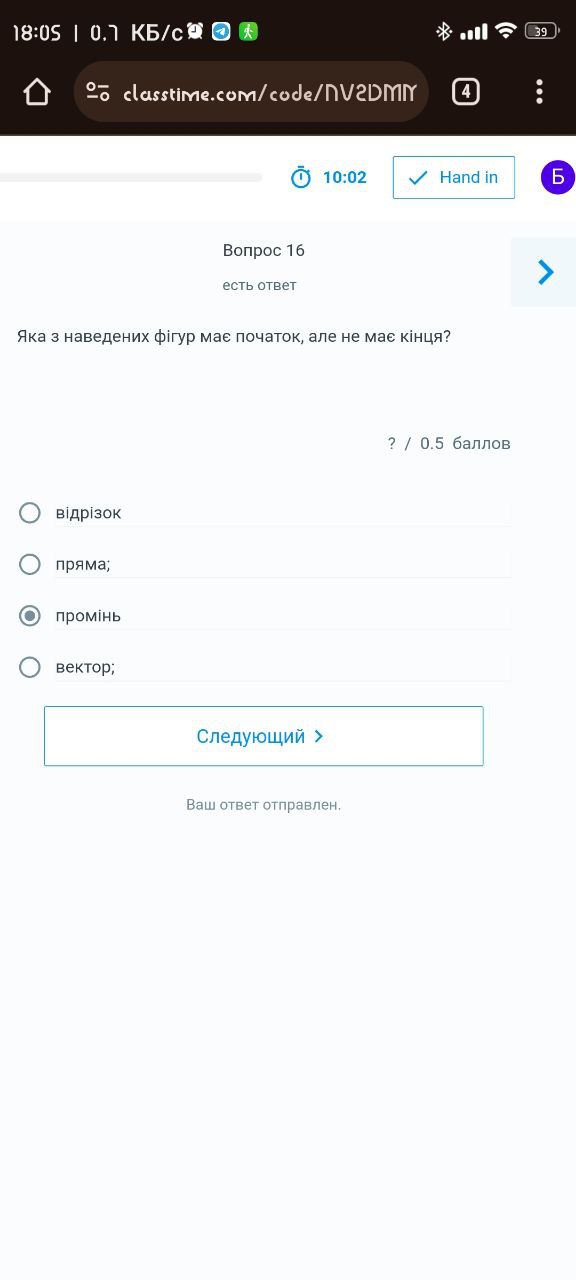 18:05 | 0.7 КБ/с 39
classtime.com/code/NV2DMM 4
10:02 Hand in Б
Вопрос 16
есть ответ
Яка з наведених фігур має початок, але не має кінця?
? / 0.5 баллов
відрізок
пряма;
промінь
вектор;
Следующий
Ваш ответ отправлен.